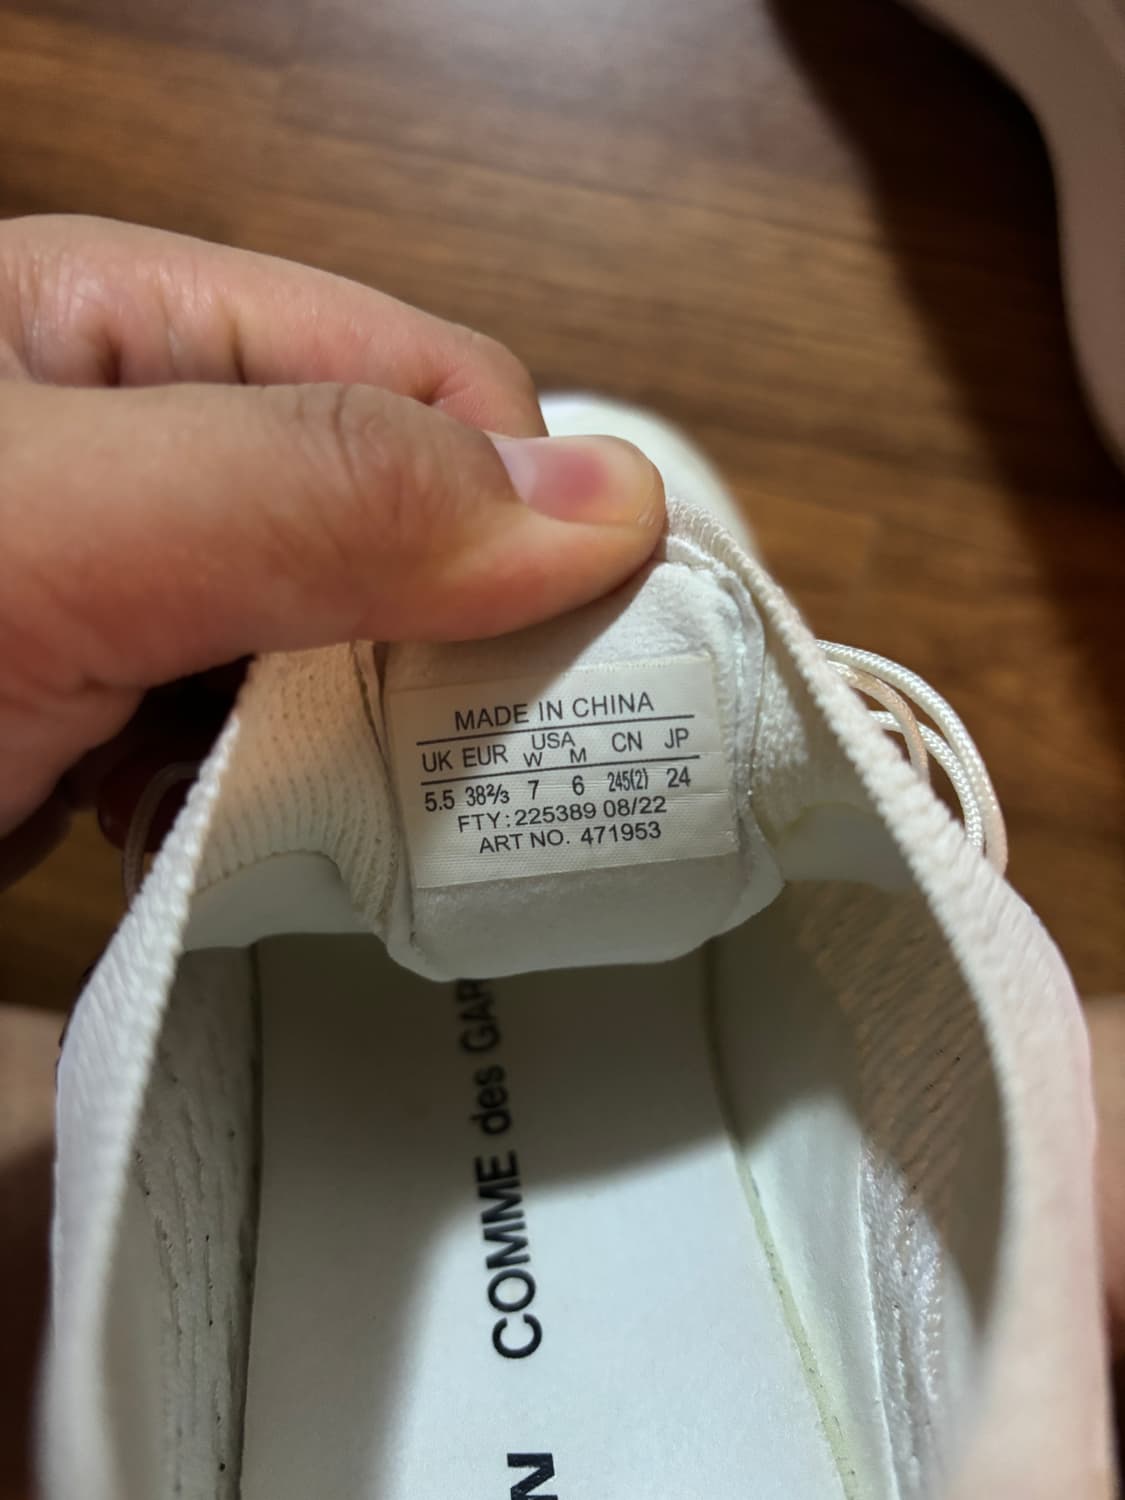 MADE IN CHINA
UK EUR USA W M CN JP
5.5 38⅔ 7 6 245(2) 24
FTY:225389 08/22
ART NO. 471953
COMME des GAR
N